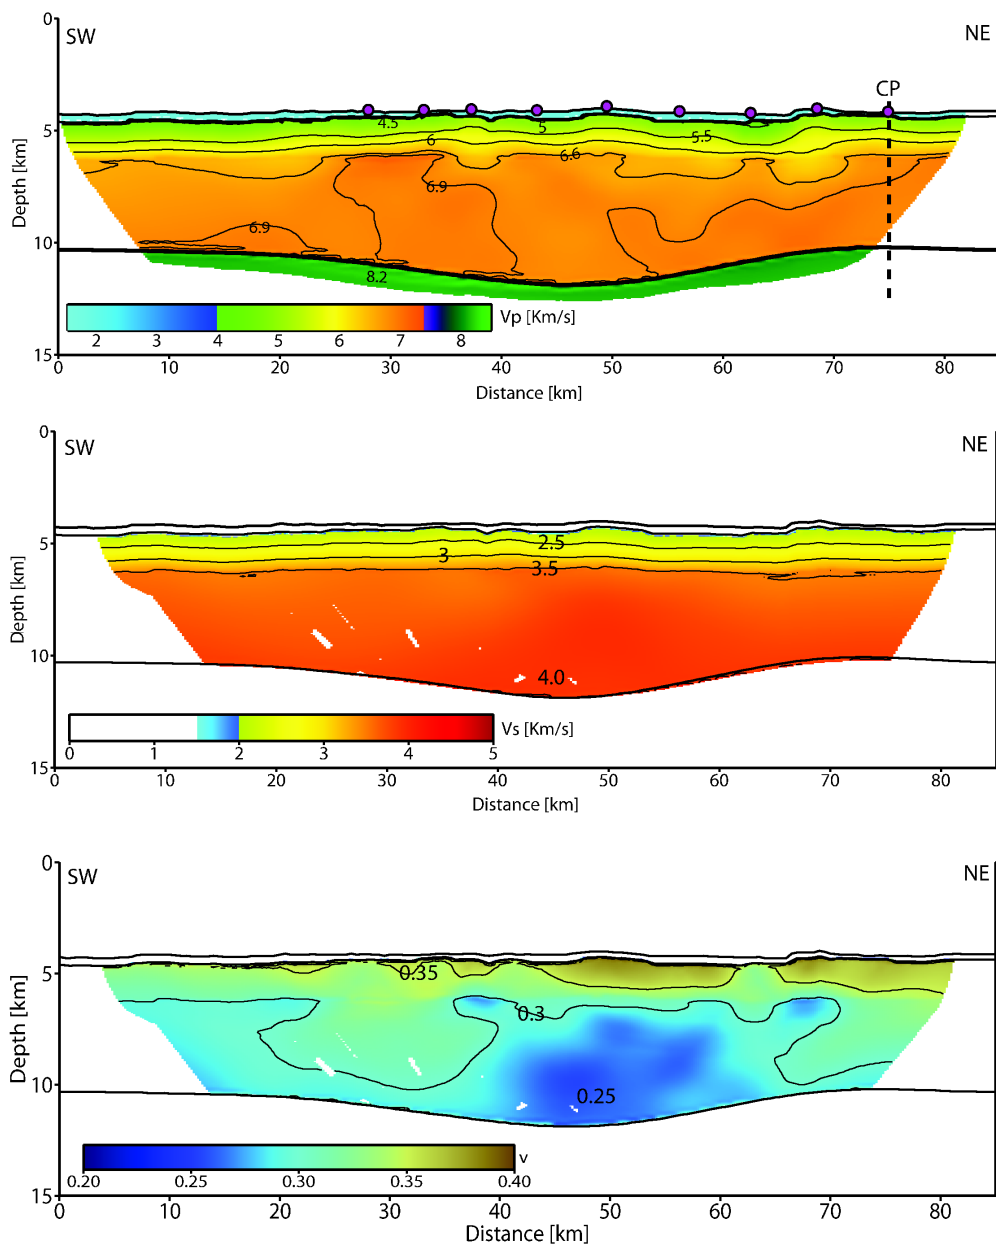 0
SW
NE
CP
4.5
5
5
6
5.5
6.6
6.9
6.9
10
8.2
Vp [Km/s]
2 3 4 5 6 7 8
15
0 10 20 30 40 50 60 70 80
Depth [km]
Distance [km]
0
SW
NE
2.5
5
3
3.5
10
4.0
Vs [Km/s]
0 1 2 3 4 5
15
0 10 20 30 40 50 60 70 80
Depth [km]
Distance [km]
0
SW
NE
5
0.35
0.3
10
0.25
v
0.20 0.25 0.30 0.35 0.40
15
0 10 20 30 40 50 60 70 80
Depth [km]
Distance [km]